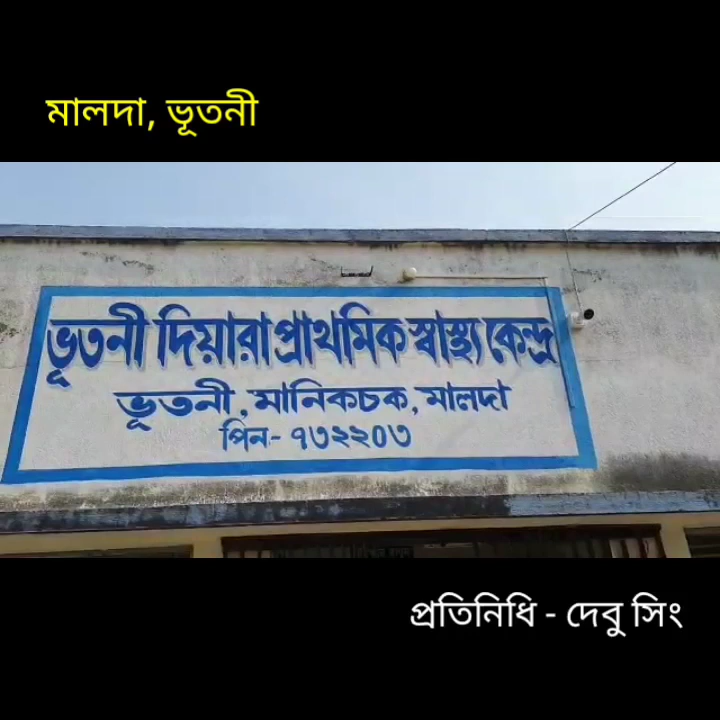 মালদা, ভূতনী
ভূতনী দিয়ারা প্রাথমিক স্বাস্থ্য কেন্দ্র
ভূতনী, মানিকচক, মালদা
পিন- ৭৩২২০৩
প্রতিনিধি - দেবু সিং